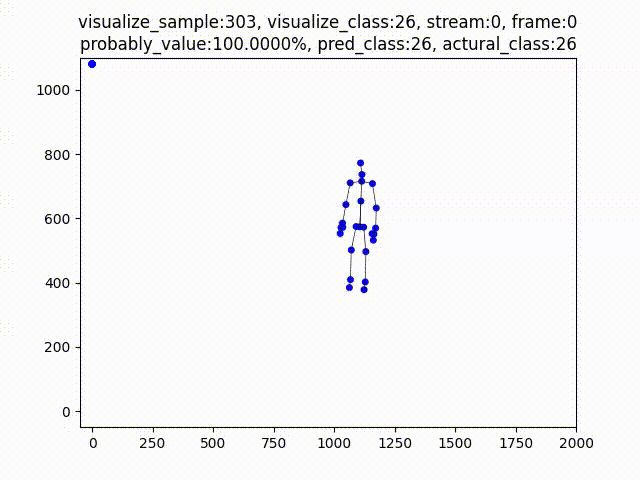 visualize_sample:303, visualize_class:26, stream:0, frame:0
probably_value:100.0000%, pred_class:26, actural_class:26
1000
800
600
400
200
0
0 250 500 750 1000 1250 1500 1750 2000